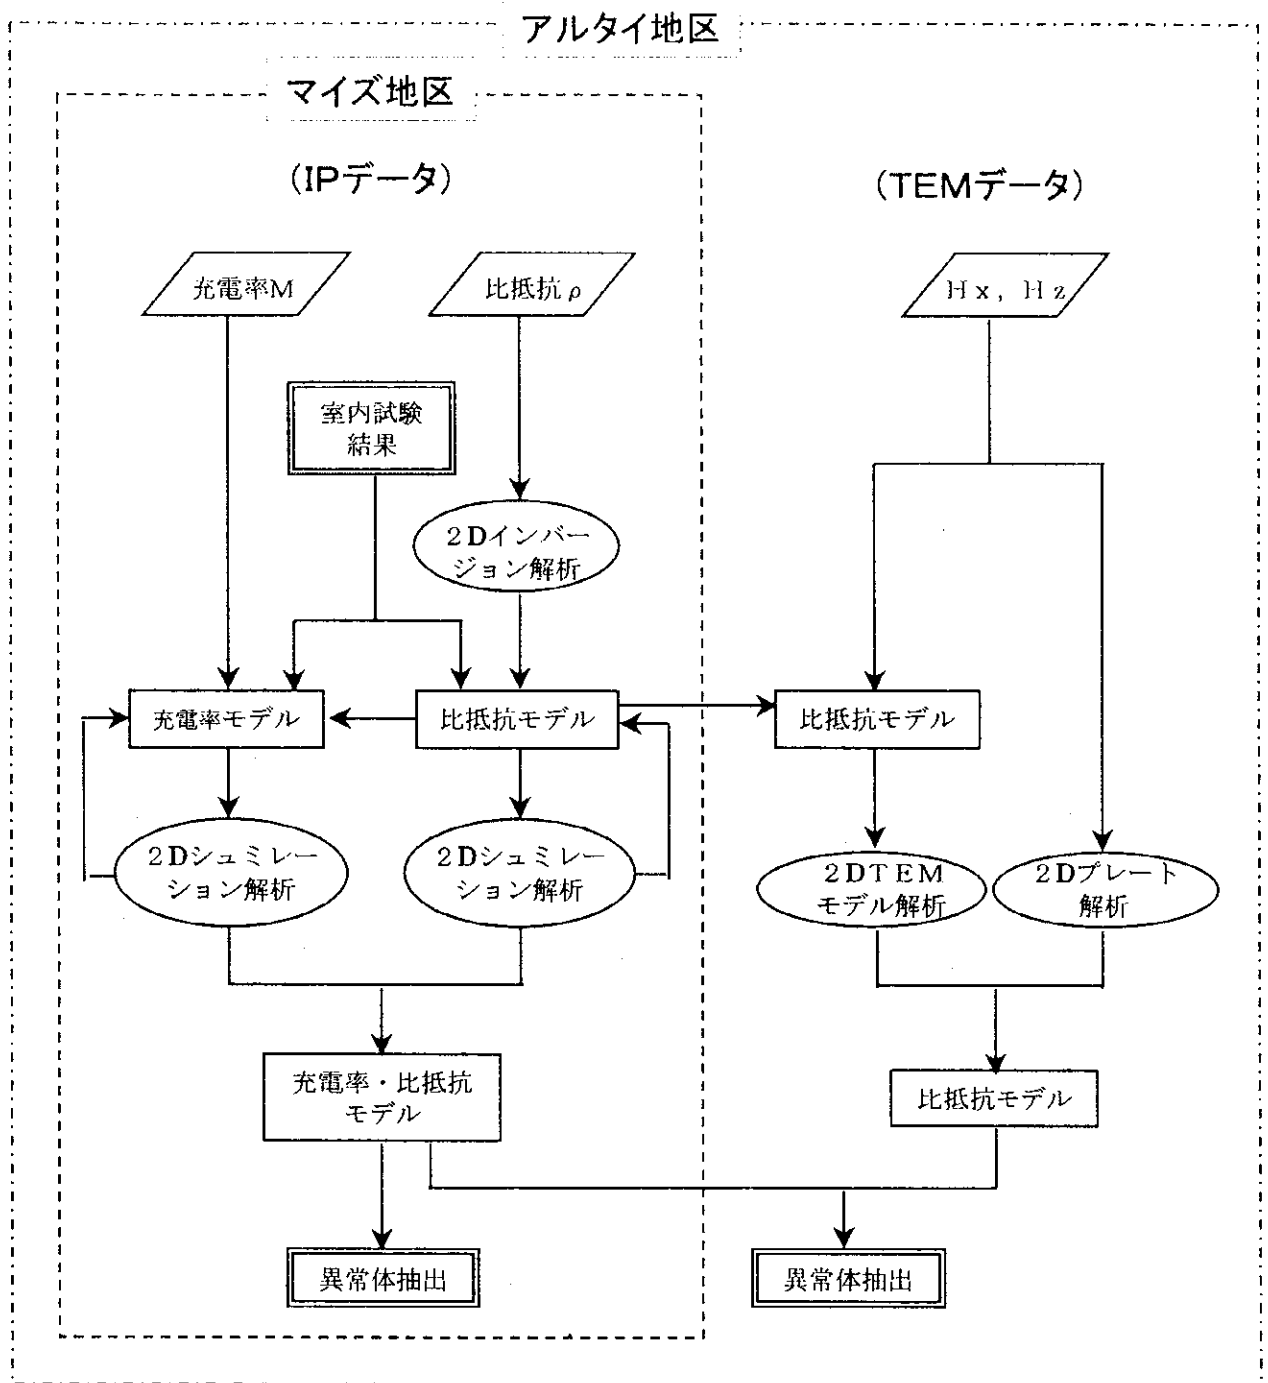 アルタイ地区
マイズ地区
(IPデータ)
(TEMデータ)
充電率M
比抵抗ρ
Hx, Hz
室内試験
結果
2Dインバー
ジョン解析
充電率モデル
比抵抗モデル
比抵抗モデル
2Dシュミレー
ション解析
2Dシュミレー
ション解析
2DTEM
モデル解析
2Dプレート
解析
充電率・比抵抗
モデル
比抵抗モデル
異常体抽出
異常体抽出